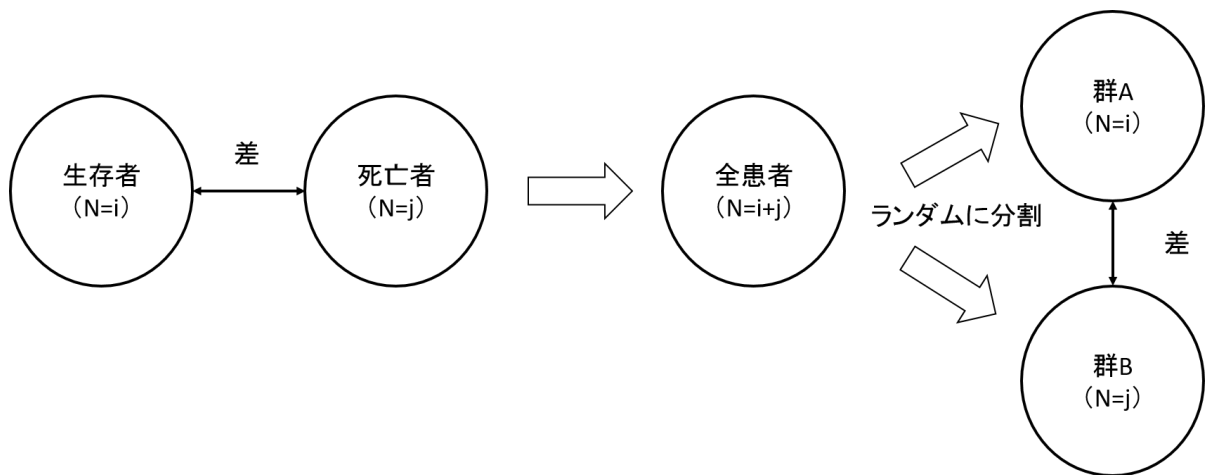 生存者
（N=i）
差
死亡者
（N=j）
全患者
（N=i+j）
ランダムに分割
群A
（N=i）
差
群B
（N=j）